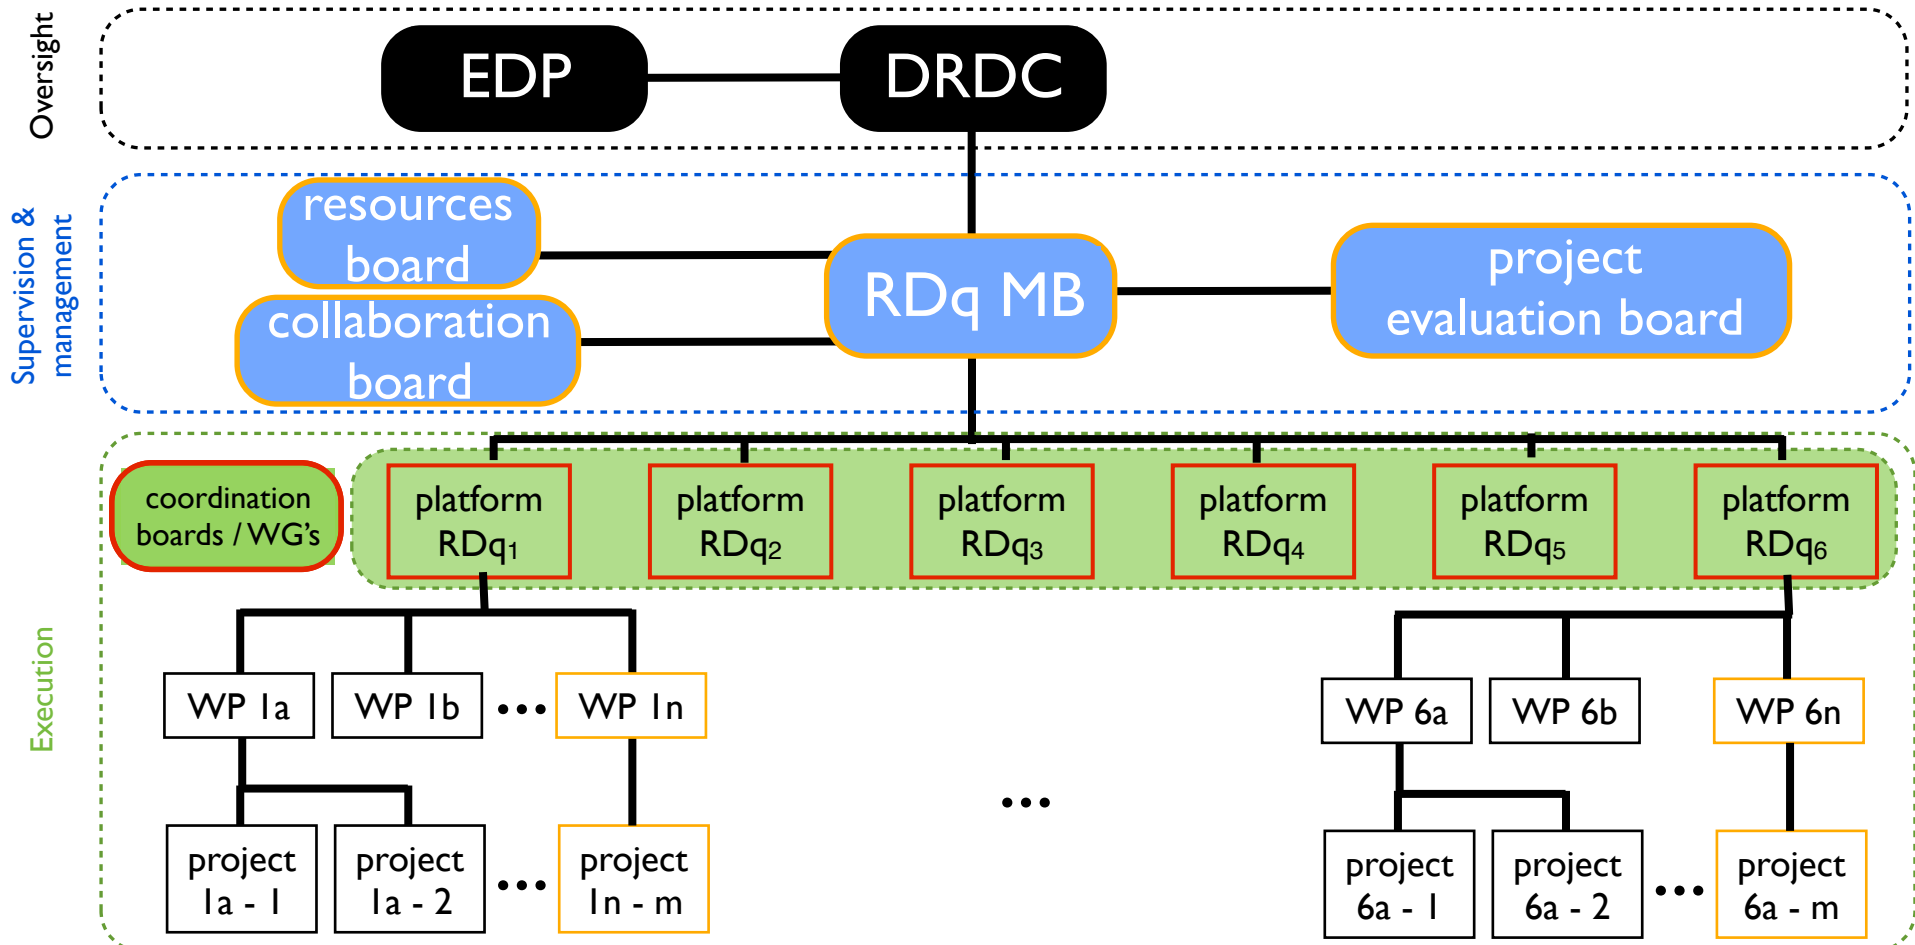 Oversight
EDP
DRDC
Supervision &
management
resources
board
collaboration
board
RDq MB
project
evaluation board
Execution
coordination
boards / WG's
platform
RDq1
platform
RDq2
platform
RDq3
platform
RDq4
platform
RDq5
platform
RDq6
WP 1a
WP 1b
...
WP 1n
WP 6a
WP 6b
WP 6n
...
project
1a - 1
project
1a - 2
...
project
1n - m
project
6a - 1
project
6a - 2
...
project
6a - m